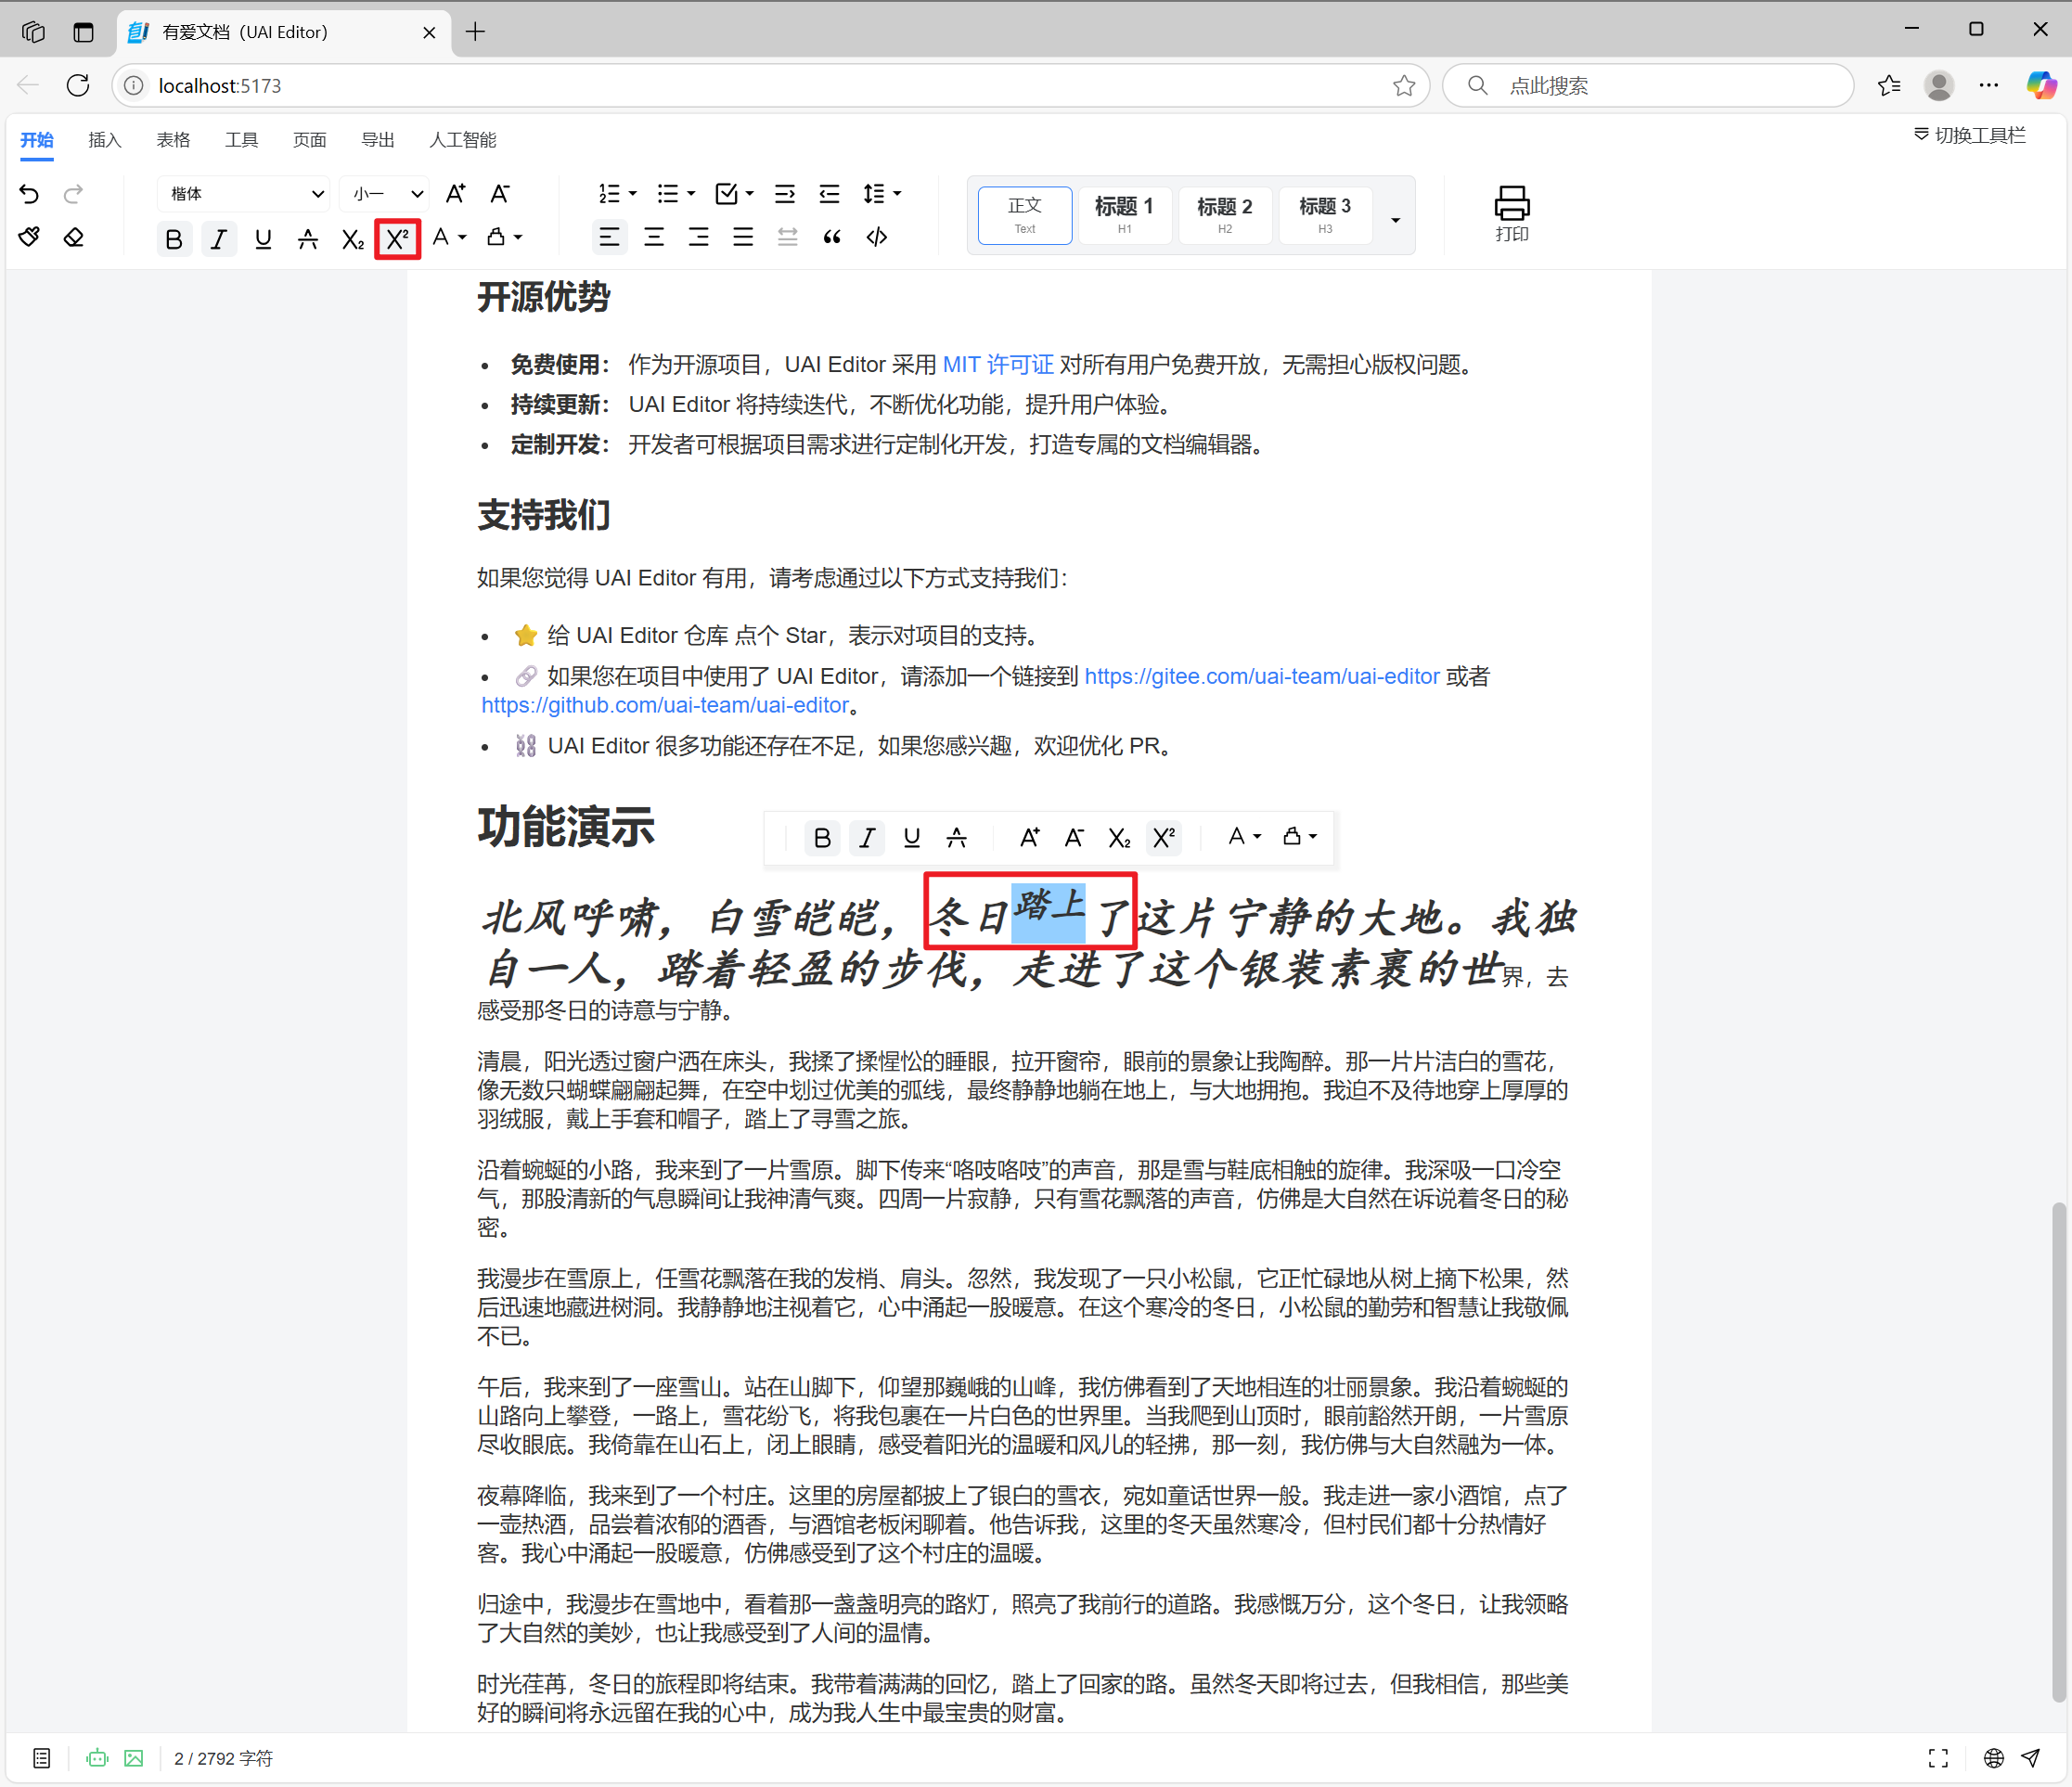 有爱文档（UAI Editor）
localhost:5173
点此搜索
开始 插入 表格 工具 页面 导出 人工智能 切换工具栏
楷体 小一 A+ A-
正文 Text 标题 1 H1 标题 2 H2 标题 3 H3 打印
B I U A X₂ X² A
开源优势
• 免费使用： 作为开源项目，UAI Editor 采用 MIT 许可证 对所有用户免费开放，无需担心版权问题。
• 持续更新： UAI Editor 将持续迭代，不断优化功能，提升用户体验。
• 定制开发： 开发者可根据项目需求进行定制化开发，打造专属的文档编辑器。
支持我们
如果您觉得 UAI Editor 有用，请考虑通过以下方式支持我们：
• ⭐ 给 UAI Editor 仓库 点个 Star，表示对项目的支持。
• 🔗 如果您在项目中使用了 UAI Editor，请添加一个链接到 https://gitee.com/uai-team/uai-editor 或者
https://github.com/uai-team/uai-editor。
• ⛓ UAI Editor 很多功能还存在不足，如果您感兴趣，欢迎优化 PR。
功能演示
B I U A A+ A- X₂ X² A
北风呼啸，白雪皑皑，冬日踏上了这片宁静的大地。我独
自一人，踏着轻盈的步伐，走进了这个银装素裹的世界，去
感受那冬日的诗意与宁静。
清晨，阳光透过窗户洒在床头，我揉了揉惺忪的睡眼，拉开窗帘，眼前的景象让我陶醉。那一片片洁白的雪花，
像无数只蝴蝶翩翩起舞，在空中划过优美的弧线，最终静静地躺在地上，与大地拥抱。我迫不及待地穿上厚厚的
羽绒服，戴上手套和帽子，踏上了寻雪之旅。
沿着蜿蜒的小路，我来到了一片雪原。脚下传来“咯吱咯吱”的声音，那是雪与鞋底相触的旋律。我深吸一口冷空
气，那股清新的气息瞬间让我神清气爽。四周一片寂静，只有雪花飘落的声音，仿佛是大自然在诉说着冬日的秘
密。
我漫步在雪原上，任雪花飘落在我的发梢、肩头。忽然，我发现了一只小松鼠，它正忙碌地从树上摘下松果，然
后迅速地藏进树洞。我静静地注视着它，心中涌起一股暖意。在这个寒冷的冬日，小松鼠的勤劳和智慧让我敬佩
不已。
午后，我来到了一座雪山。站在山脚下，仰望那巍峨的山峰，我仿佛看到了天地相连的壮丽景象。我沿着蜿蜒的
山路向上攀登，一路上，雪花纷飞，将我包裹在一片白色的世界里。当我爬到山顶时，眼前豁然开朗，一片雪原
尽收眼底。我倚靠在山石上，闭上眼睛，感受着阳光的温暖和风儿的轻拂，那一刻，我仿佛与大自然融为一体。
夜幕降临，我来到了一个村庄。这里的房屋都披上了银白的雪衣，宛如童话世界一般。我走进一家小酒馆，点了
一壶热酒，品尝着浓郁的酒香，与酒馆老板闲聊着。他告诉我，这里的冬天虽然寒冷，但村民们都十分热情好
客。我心中涌起一股暖意，仿佛感受到了这个村庄的温暖。
归途中，我漫步在雪地中，看着那一盏盏明亮的路灯，照亮了我前行的道路。我感慨万分，这个冬日，让我领略
了大自然的美妙，也让我感受到了人间的温情。
时光荏苒，冬日的旅程即将结束。我带着满满的回忆，踏上了回家的路。虽然冬天即将过去，但我相信，那些美
好的瞬间将永远留在我的心中，成为我人生中最宝贵的财富。
2 / 2792 字符